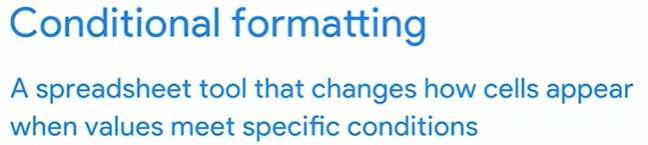 Conditional formatting
A spreadsheet tool that changes how cells appear
when values meet specific conditions